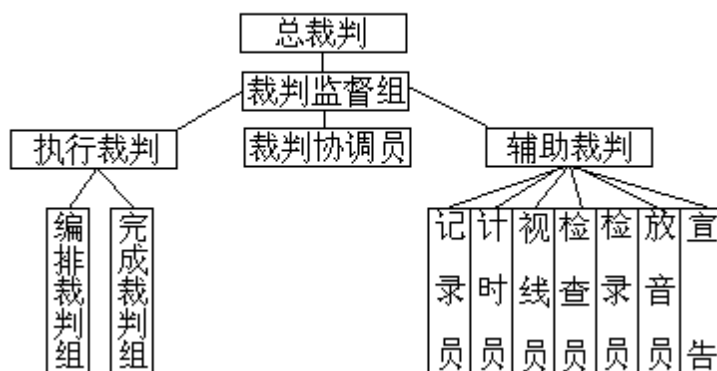 总裁判
裁判监督组
执行裁判
裁判协调员
辅助裁判
编排裁判组
完成裁判组
记录员
计时员
视线员
检查员
检录员
放音员
宣告